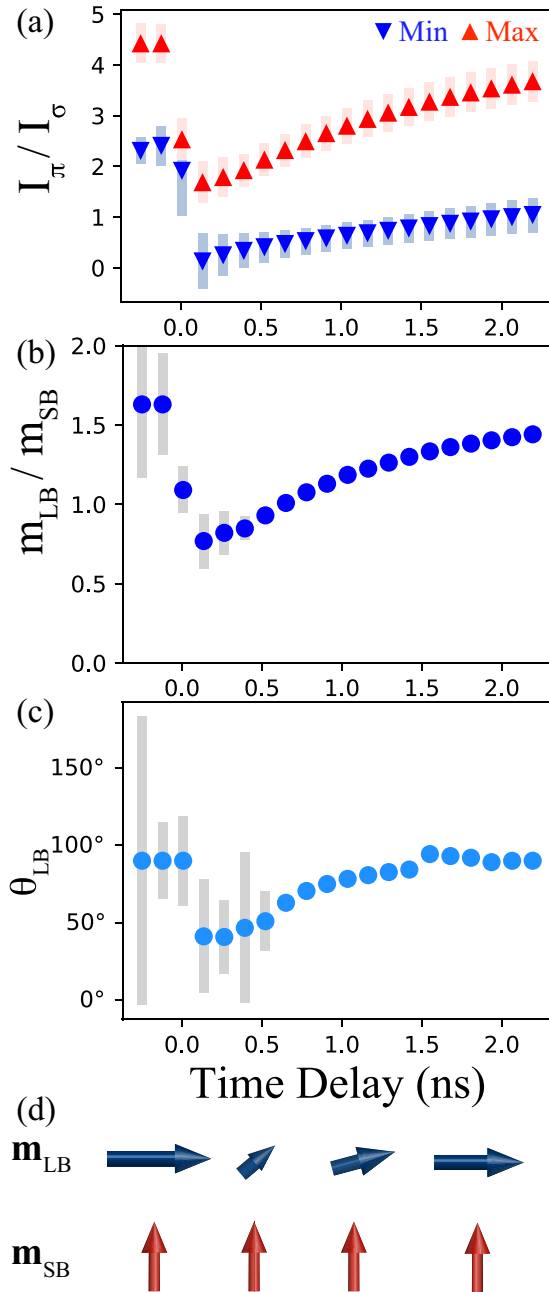 (a)
▼ Min ▲ Max
I_π / I_σ
5
4
3
2
1
0
0.0 0.5 1.0 1.5 2.0
(b)
m_LB / m_SB
2.0
1.5
1.0
0.5
0.0
0.0 0.5 1.0 1.5 2.0
(c)
θ_LB
150°
100°
50°
0°
0.0 0.5 1.0 1.5 2.0
Time Delay (ns)
(d)
m_LB
m_SB